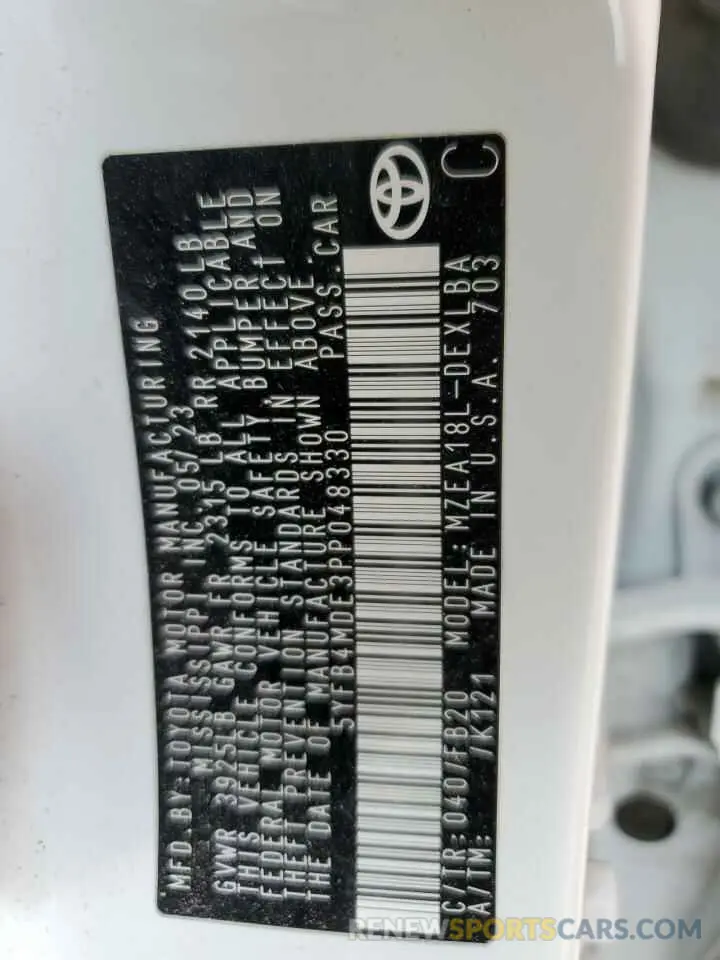 MFD. BY: TOYOTA MOTOR MANUFACTURING
MISSISSIPPI INC. 05/23
GVWR 3925LB GAWR FR 2315 LB RR 2140LB
THIS VEHICLE CONFORMS TO ALL APPLICABLE
FEDERAL MOTOR VEHICLE SAFETY, BUMPER, AND
THEFT PREVENTION STANDARDS IN EFFECT ON
THE DATE OF MANUFACTURE SHOWN ABOVE.
5YFB4MDE3PP048330 PASS. CAR
C/TR: 040/FB20 MODEL: MZEA18L-DEXLBA
A/TM: /K121 MADE IN U.S.A. 703
C
RENEWSPORTSCARS.COM